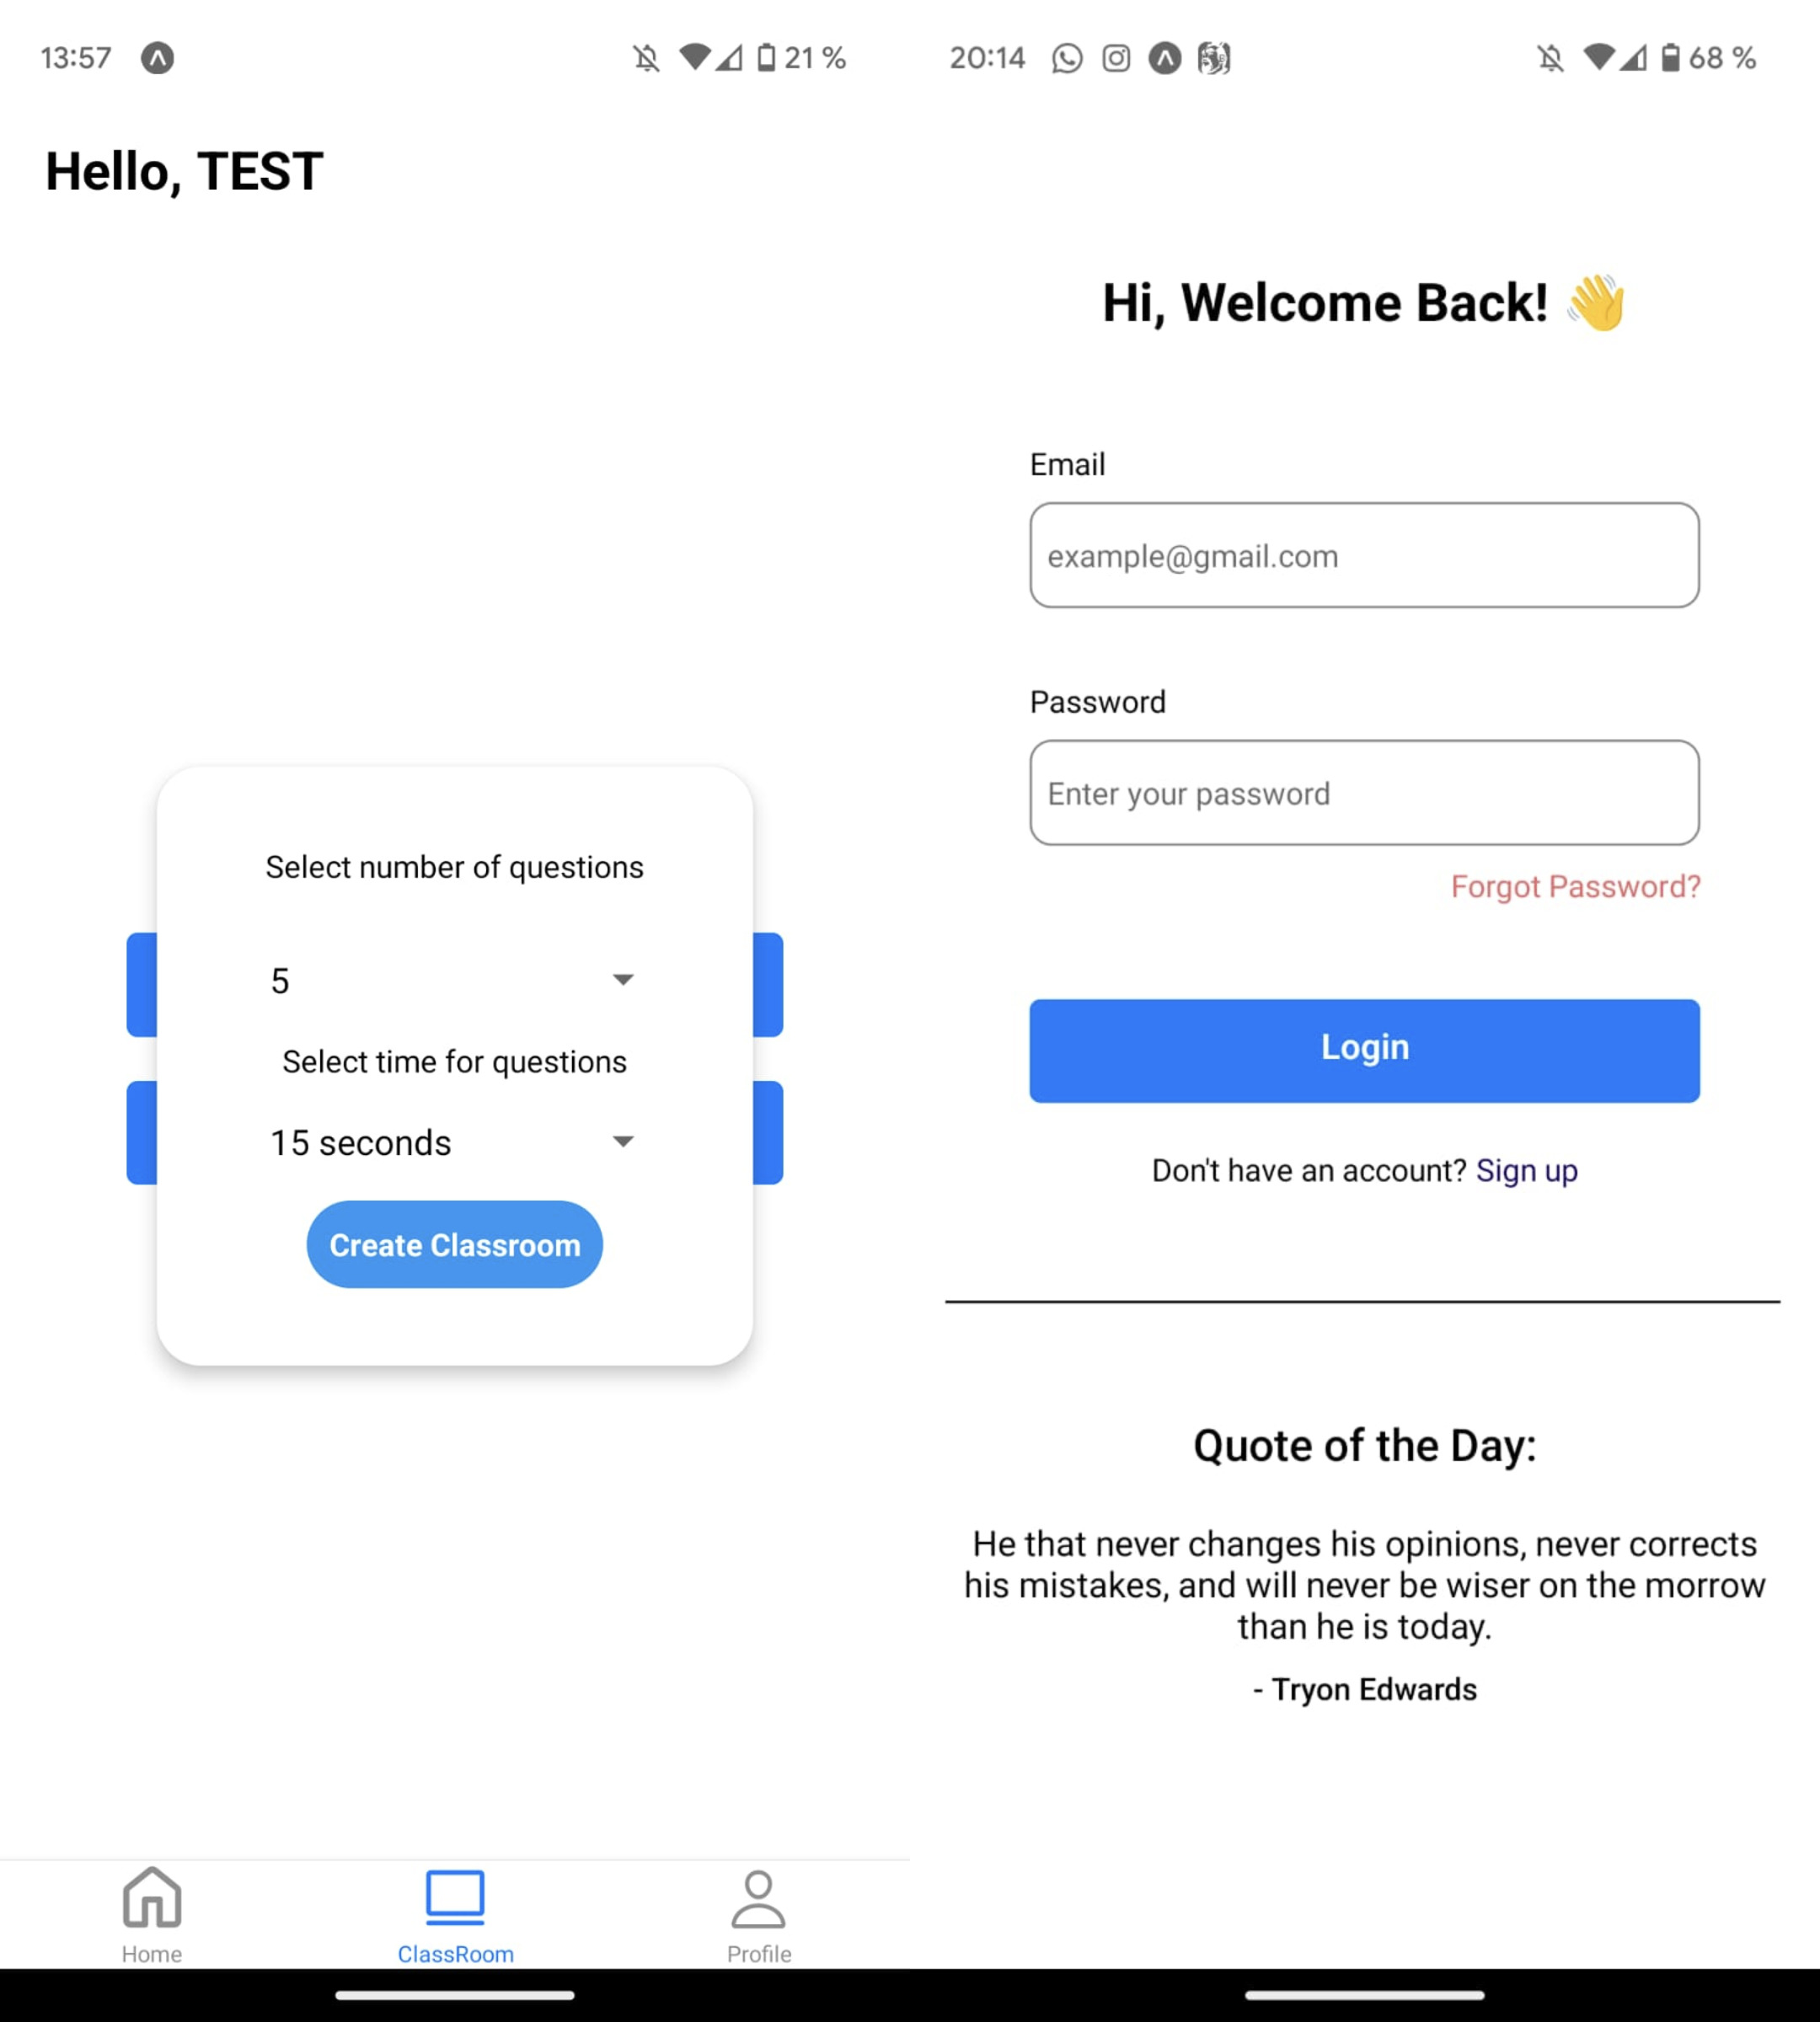 13:57
21 %
Hello, TEST
Select number of questions
5
Select time for questions
15 seconds
Create Classroom
Home
ClassRoom
Profile
20:14
68 %
Hi, Welcome Back! 👋
Email
example@gmail.com
Password
Enter your password
Forgot Password?
Login
Don't have an account? Sign up
Quote of the Day:
He that never changes his opinions, never corrects
his mistakes, and will never be wiser on the morrow
than he is today.
- Tryon Edwards